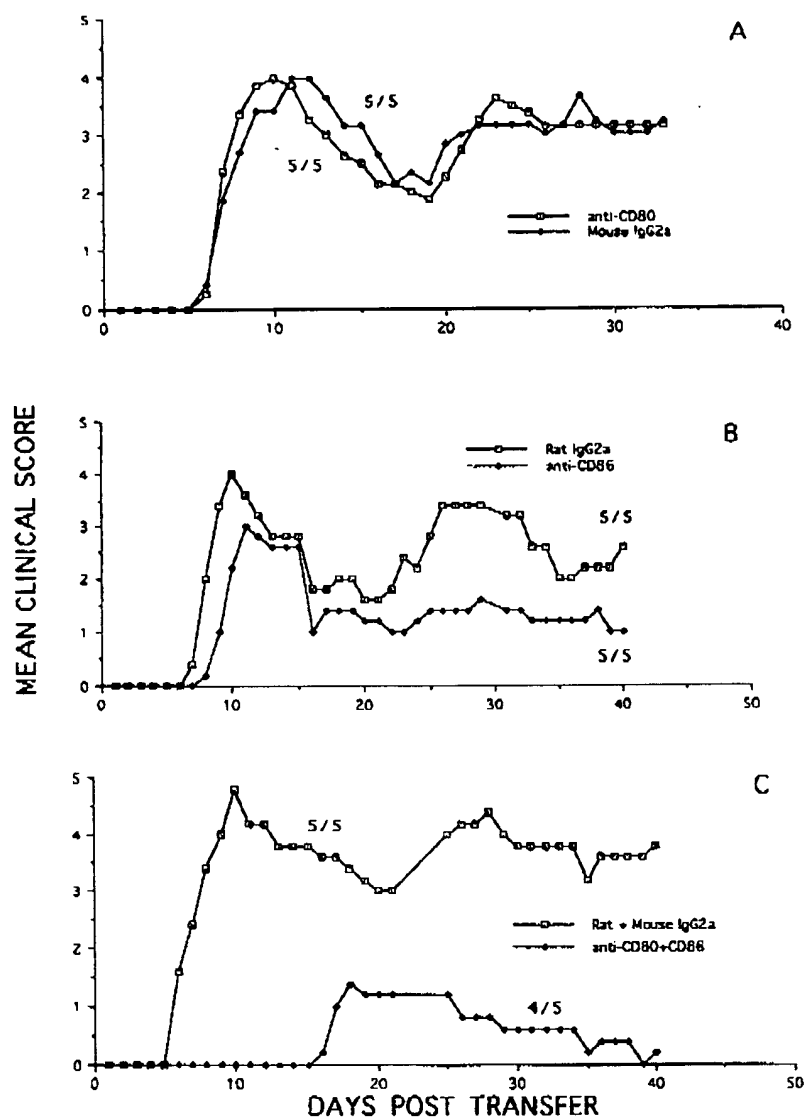 A
5
4
3
2
1
0
5/5
5/5
anti-CD80
Mouse IgG2a
0 10 20 30 40
B
5
4
3
2
1
0
Rat IgG2a
anti-CD86
5/5
5/5
0 10 20 30 40 50
MEAN CLINICAL SCORE
C
5
4
3
2
1
0
5/5
Rat + Mouse IgG2a
anti-CD80+CD86
4/5
0 10 20 30 40 50
DAYS POST TRANSFER